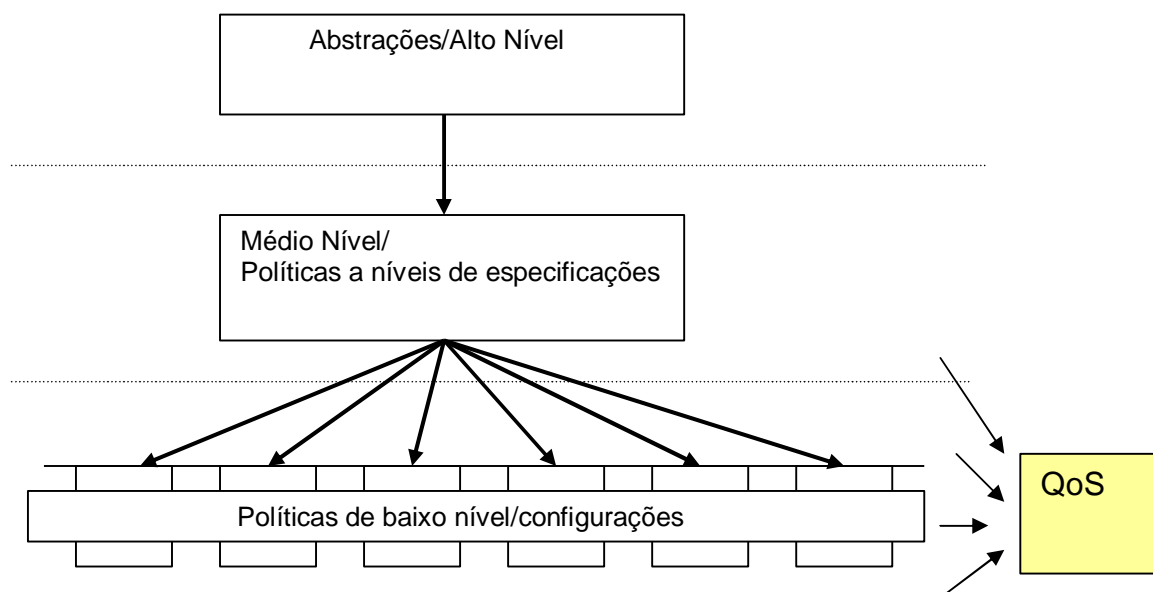 Abstrações/Alto Nível
Médio Nível/
Políticas a níveis de especificações
Políticas de baixo nível/configurações
QoS